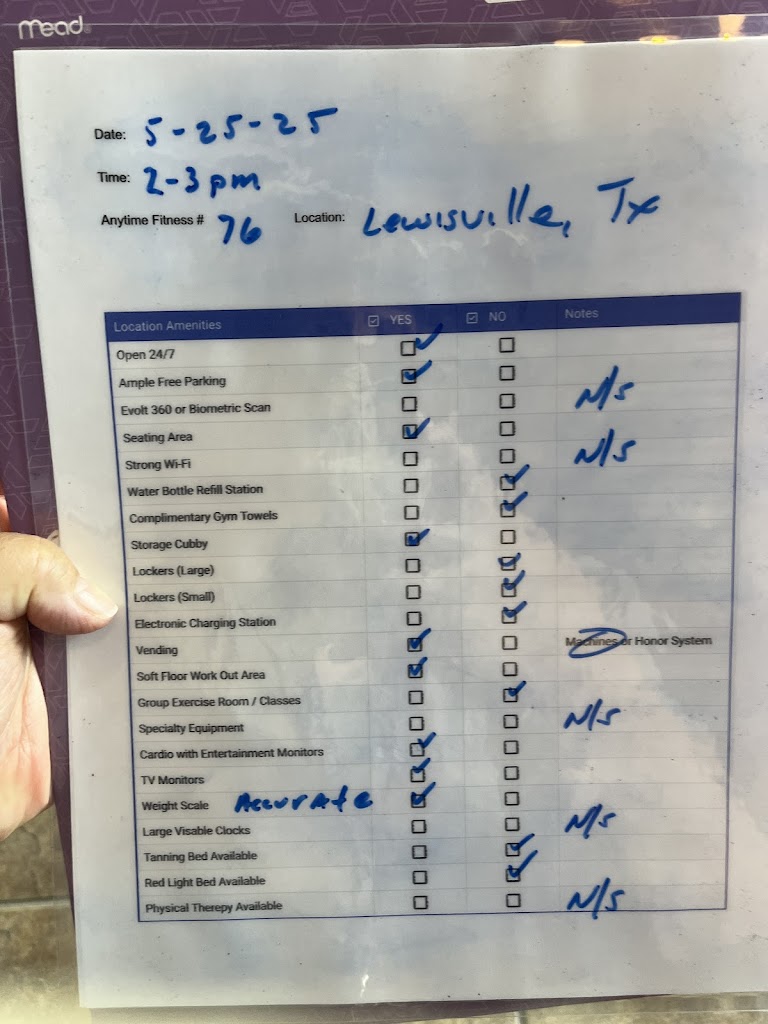 mead
Date: 5-25-25
Time: 2-3pm
Anytime Fitness # 76 Location: Lewisville, Tx
Location Amenities YES NO Notes
Open 24/7
Ample Free Parking
Evolt 360 or Biometric Scan N/S
Seating Area
Strong Wi-Fi N/S
Water Bottle Refill Station
Complimentary Gym Towels
Storage Cubby
Lockers (Large)
Lockers (Small)
Electronic Charging Station
Vending Machines or Honor System
Soft Floor Work Out Area
Group Exercise Room / Classes
Specialty Equipment N/S
Cardio with Entertainment Monitors
TV Monitors
Weight Scale Accurate
Large Visable Clocks N/S
Tanning Bed Available
Red Light Bed Available
Physical Therepy Available N/S